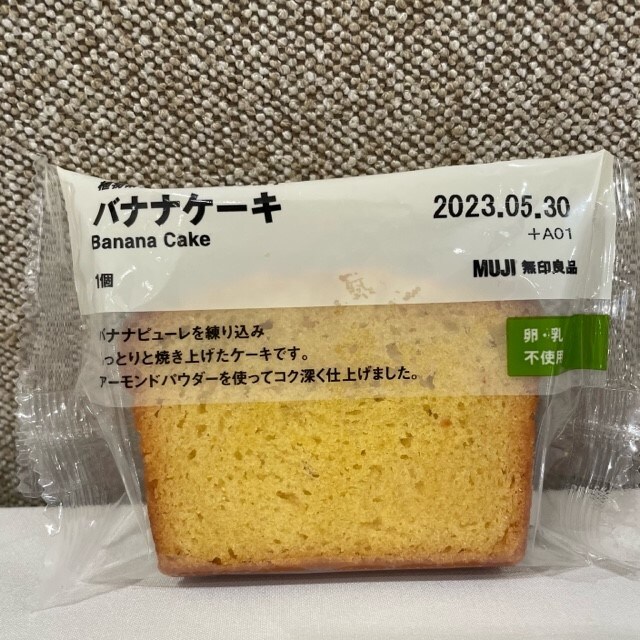 バナナケーキ
Banana Cake
1個
2023.05.30
+A01
MUJI 無印良品
バナナピューレを練り込み
っとりと焼き上げたケーキです。
アーモンドパウダーを使ってコク深く仕上げました。
卵・乳
不使用